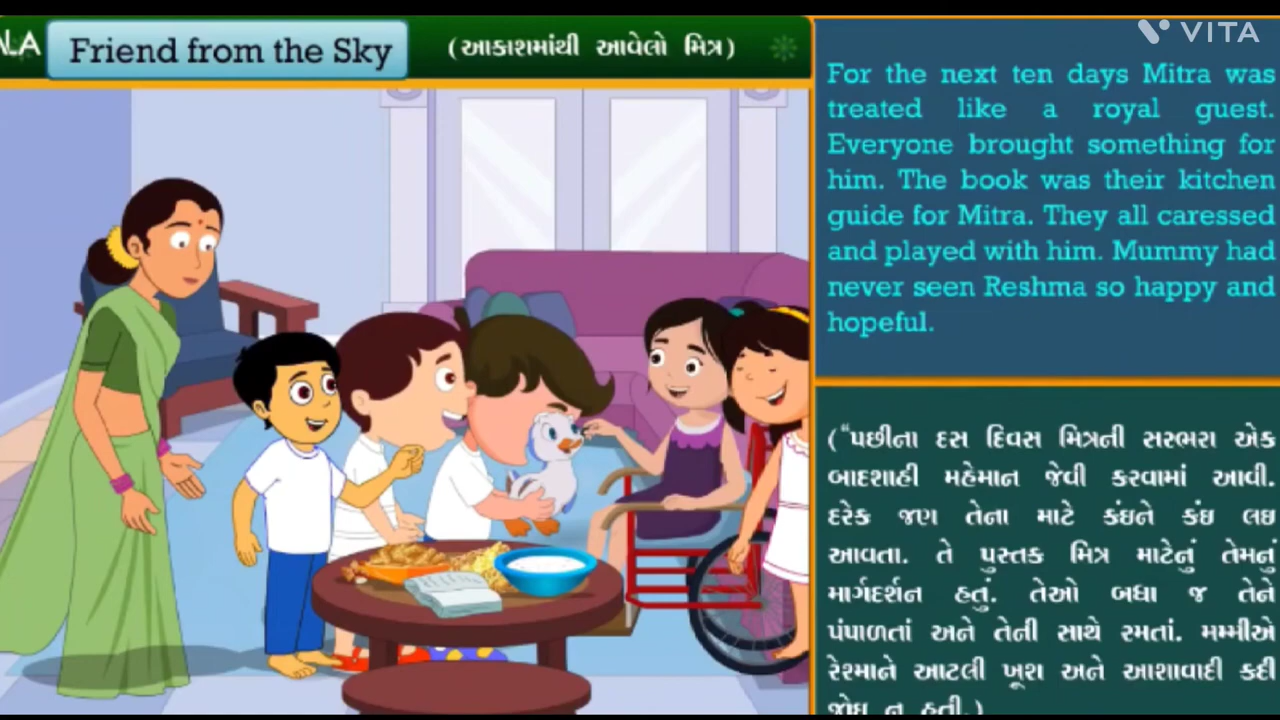 Friend from the Sky
(આકાશમાંથી આવેલો મિત્ર)
VITA
For the next ten days Mitra was
treated like a royal guest.
Everyone brought something for
him. The book was their kitchen
guide for Mitra. They all caressed
and played with him. Mummy had
never seen Reshma so happy and
hopeful.
("પછીના દસ દિવસ મિત્રની સરભરા એક
બાદશાહી મહેમાન જેવી કરવામાં આવી.
દરેક જણ તેના માટે કંઇને કંઇ લઇ
આવતા. તે પુસ્તક મિત્ર માટેનું તેમનું
માર્ગદર્શન હતું. તેઓ બધા જ તેને
પંપાળતાં અને તેની સાથે રમતાં. મમ્મીએ
રેશ્માને આટલી ખૂશ અને આશાવાદી કદી
જોઇ ન હતી.)